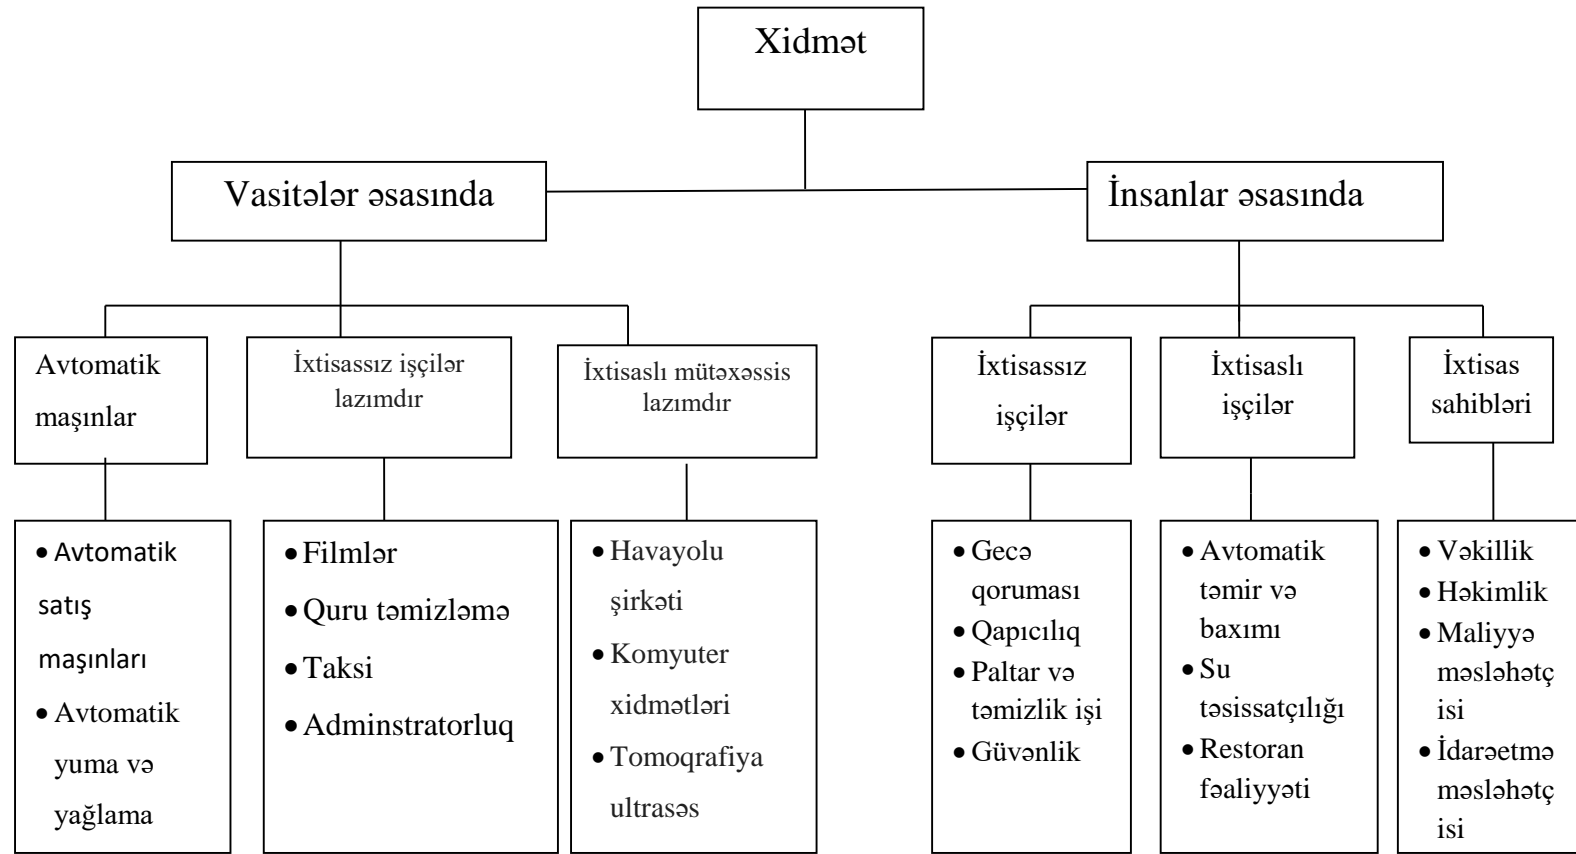 Xidmət
Vasitələr əsasında
İnsanlar əsasında
Avtomatik
maşınlar
İxtisassız işçilər
lazımdır
İxtisaslı mütəxəssis
lazımdır
İxtisassız
işçilər
İxtisaslı
işçilər
İxtisas
sahibləri
• Avtomatik
satış
maşınları
• Avtomatik
yuma və
yağlama
• Filmlər
• Quru təmizləmə
• Taksi
• Adminstratorluq
• Havayolu
şirkəti
• Komyuter
xidmətləri
• Tomoqrafiya
ultrasəs
• Gecə
qoruması
• Qapıcılıq
• Paltar və
təmizlik işi
• Güvənlik
• Avtomatik
təmir və
baxımı
• Su
təsissatçılığı
• Restoran
fəaliyyəti
• Vəkillik
• Həkimlik
• Maliyyə
məsləhətç
isi
• İdarəetmə
məsləhətç
isi